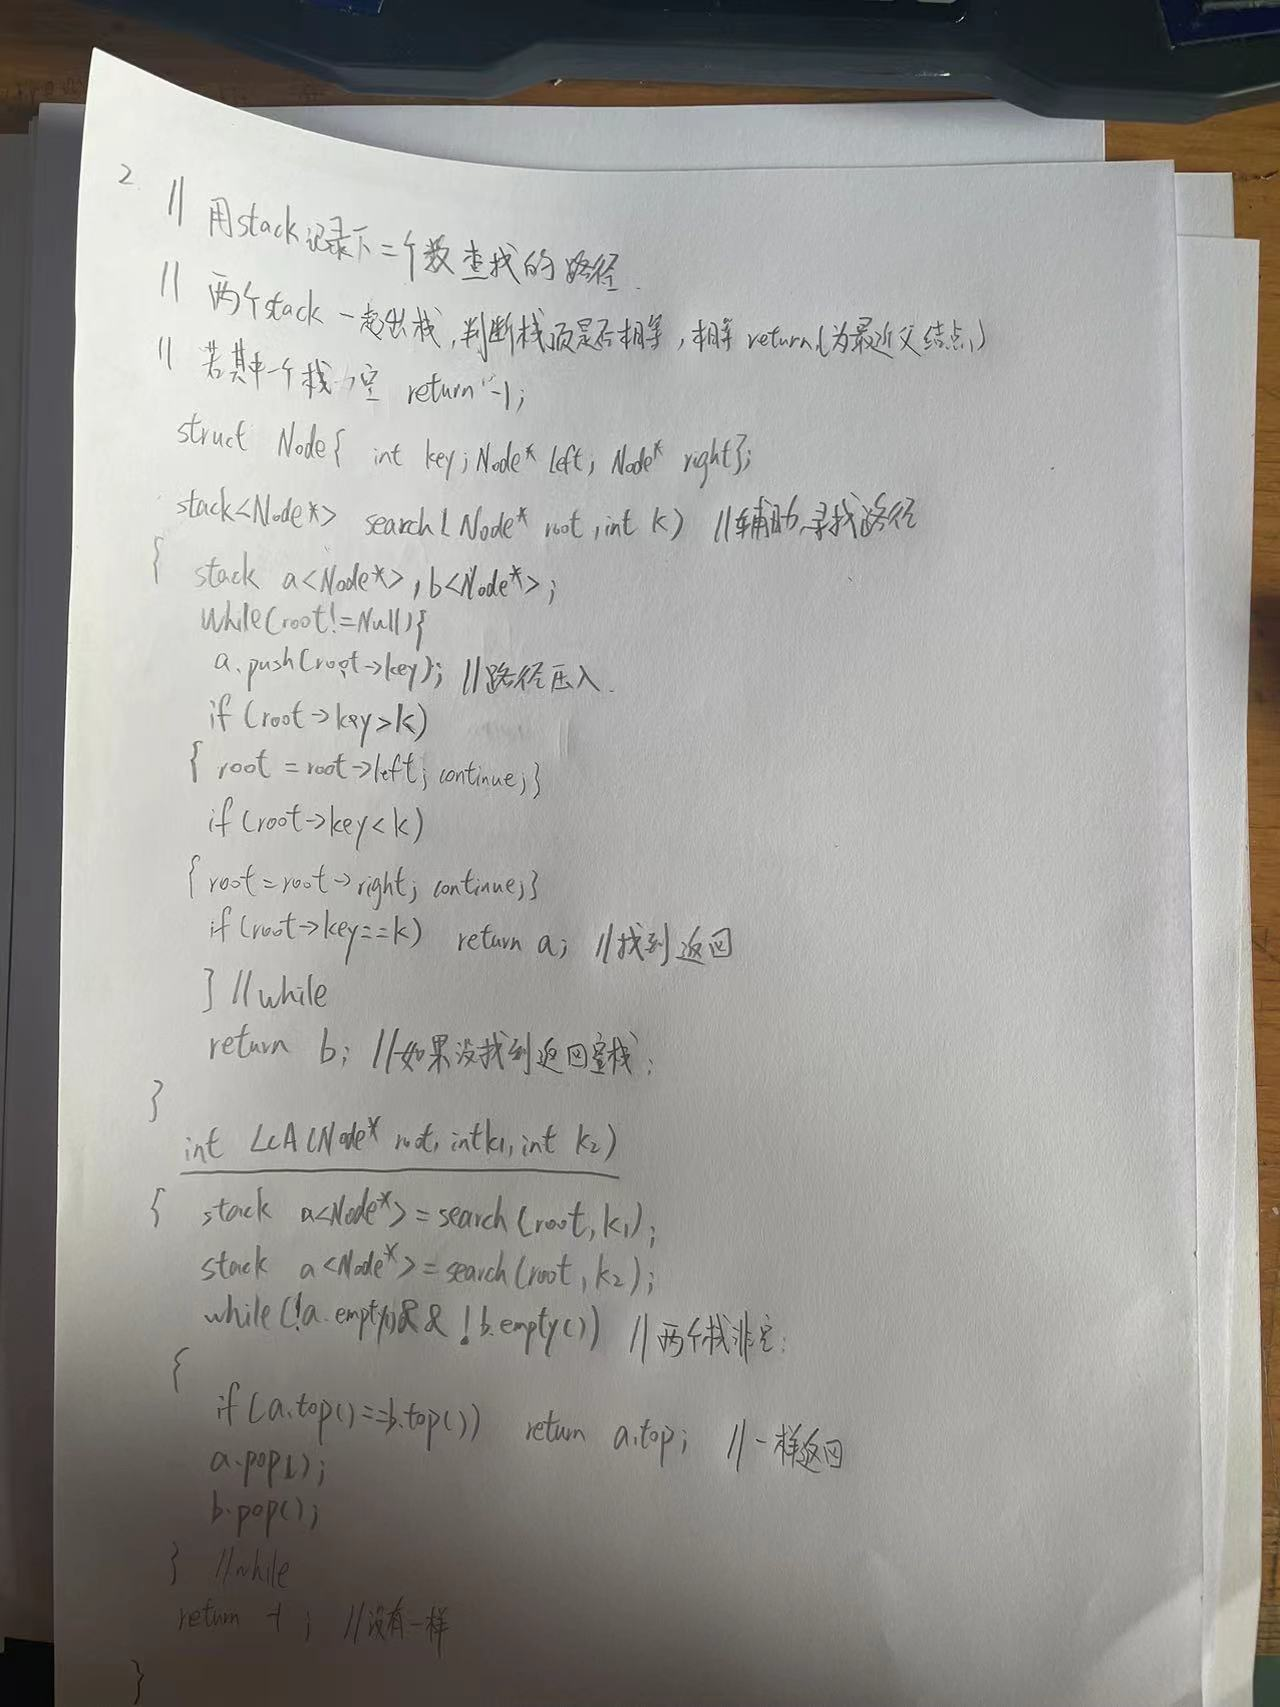 2. // 用stack记录下二个数查找的路径.
// 两个stack 一起出栈,判断栈顶是否相等,相等return,(为最近父结点,)
// 若其中一个栈为空 return -1;
struct Node{ int key;Node* left; Node* right};
stack<Node*> search(Node* root,int k) //辅助,寻找路径
{ stack a<Node*>,b<Node*>;
while(root!=Null){
a.push(root->key); //路径压入.
if(root->key>k)
{ root=root->left; continue;}
if(root->key<k)
{root=root->right; continue;}
if(root->key==k) return a; //找到返回
} //while
return b; //如果没找到返回空栈;
}
int LCA(Node* root,intk1,int k2)
{ stack a<Node*>=search(root,k1);
stack a<Node*>=search(root,k2);
while(!a.empty()&&!b.empty()) //两个栈非空;
{
if(a.top()==b.top()) return a.top; //一样返回
a.pop();
b.pop();
} //while
return -1; //没有一样
}